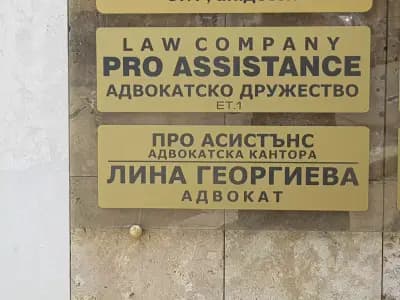 LAW COMPANY
PRO ASSISTANCE
АДВОКАТСКО ДРУЖЕСТВО
ЕТ.1
ПРО АСИСТЪНС
АДВОКАТСКА КАНТОРА
ЛИНА ГЕОРГИЕВА
АДВОКАТ